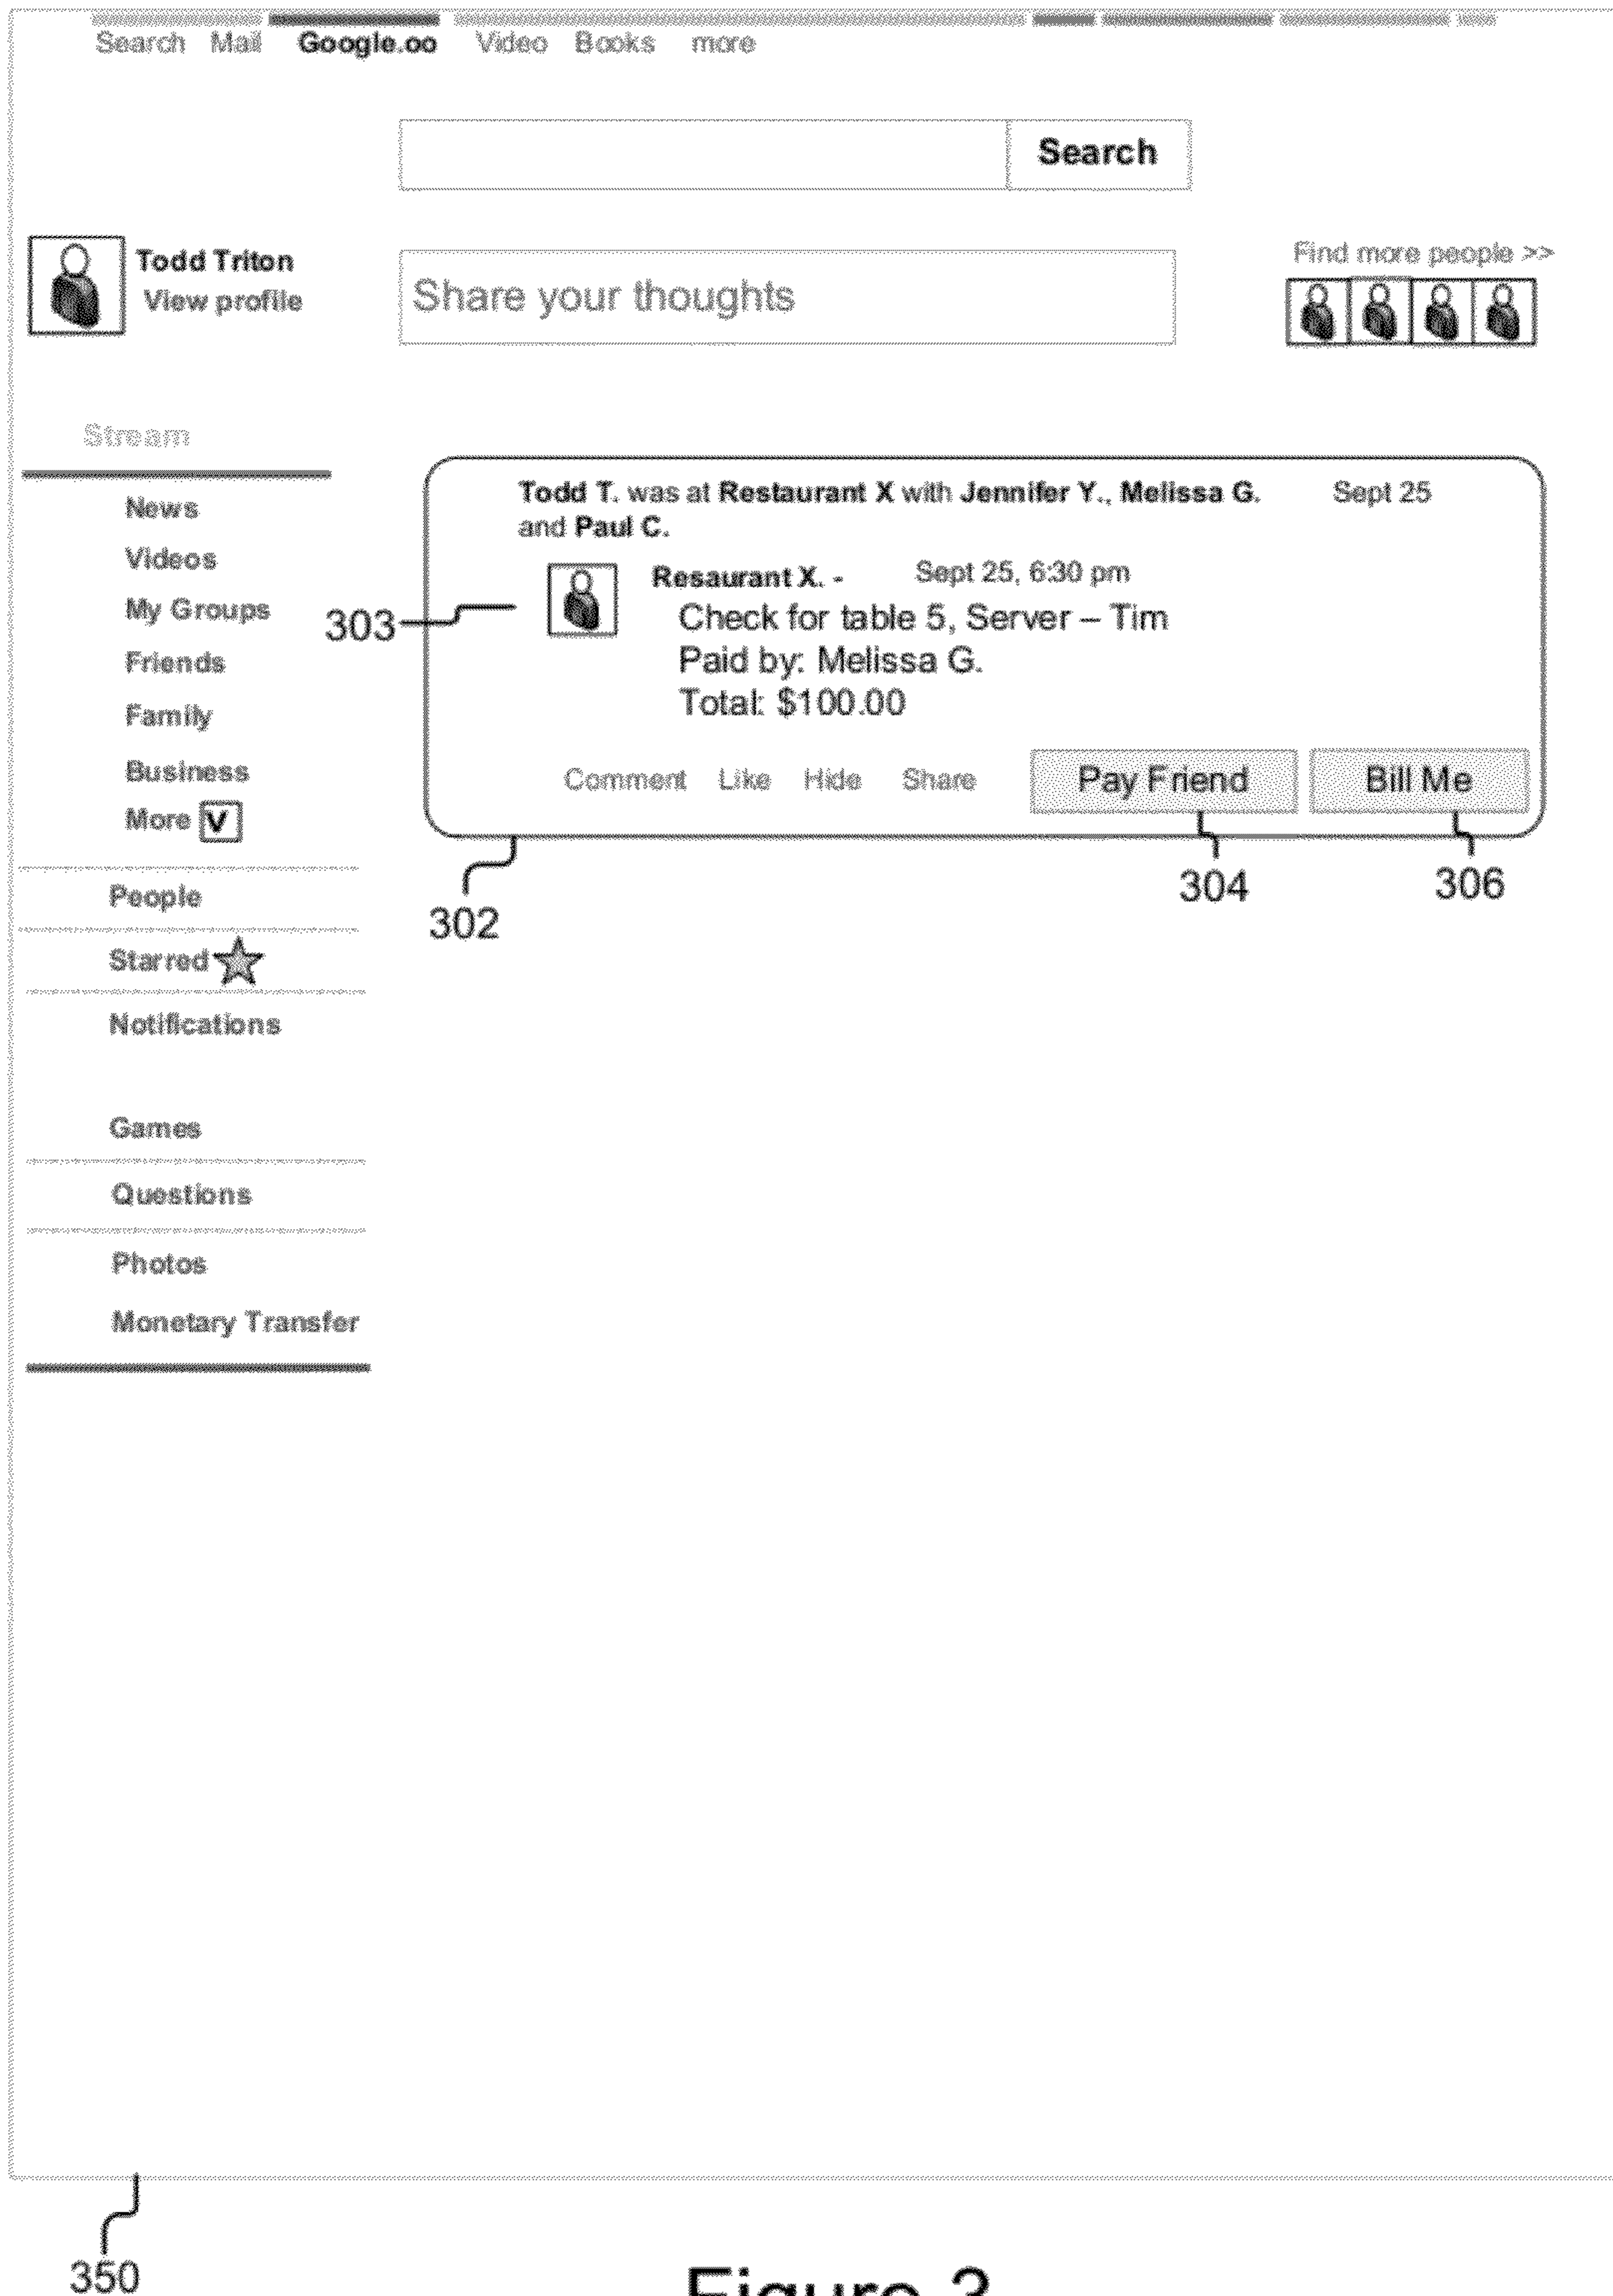 Search Mail Google.oo Video Books more
Search
Todd Triton
View profile
Share your thoughts
Find more people >>
Stream
News
Videos
My Groups
Friends
Family
Business
More V
People
Starred
Notifications
Games
Questions
Photos
Monetary Transfer
Todd T. was at Restaurant X with Jennifer Y., Melissa G. Sept 25
and Paul C.
Resaurant X. - Sept 25, 6:30 pm
Check for table 5, Server – Tim
Paid by: Melissa G.
Total: $100.00
Comment Like Hide Share Pay Friend Bill Me
303
302
304
306
350
Figure 3